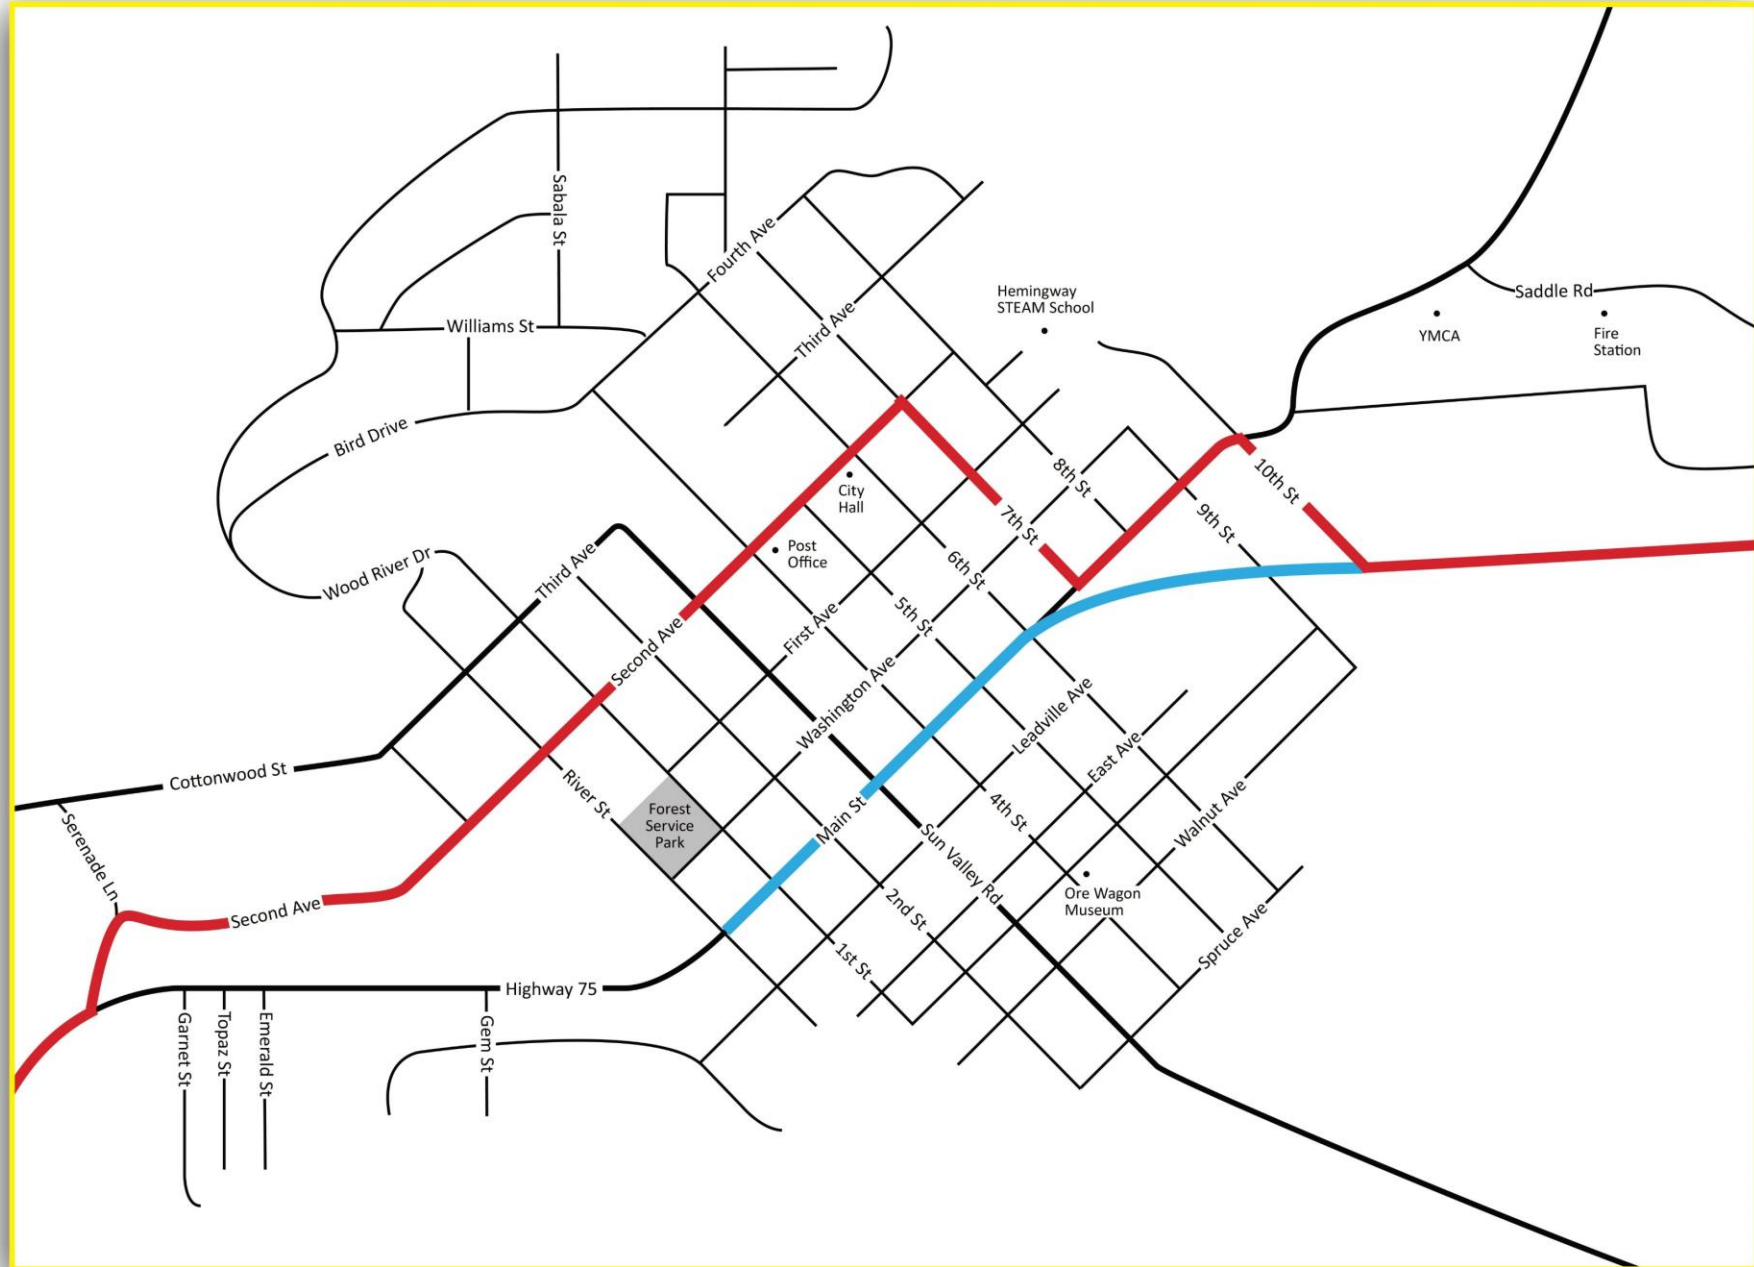 Sabala St
Fourth Ave
Third Ave
Hemingway
STEAM School
Saddle Rd
YMCA
Fire
Station
Williams St
Bird Drive
City
Hall
8th St
10th St
9th St
7th St
Post
Office
6th St
Wood River Dr
Third Ave
5th St
First Ave
Second Ave
Washington Ave
Leadville Ave
East Ave
Cottonwood St
River St
Forest
Service
Park
Main St
4th St
Walnut Ave
Serenade Ln
Sun Valley Rd
Ore Wagon
Museum
2nd St
Second Ave
Spruce Ave
1st St
Highway 75
Garnet St
Topaz St
Emerald St
Gem St